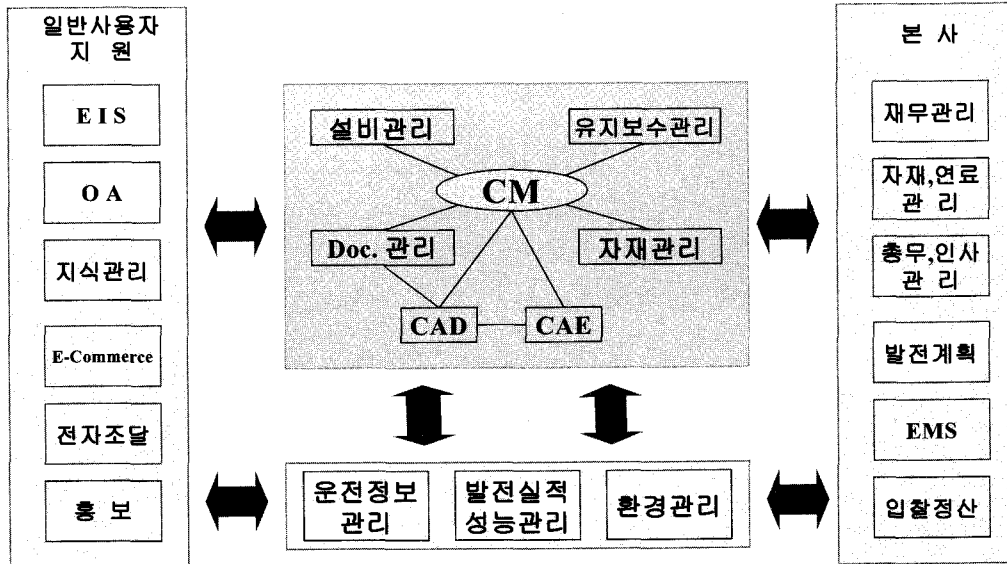 일반사용자
지 원
E I S
O A
지식관리
E-Commerce
전자조달
홍 보
설비관리
유지보수관리
CM
Doc. 관리
자재관리
CAD
CAE
운전정보
관리
발전실적
성능관리
환경관리
본 사
재무관리
자재,연료
관 리
총무,인사
관 리
발전계획
EMS
입찰정산